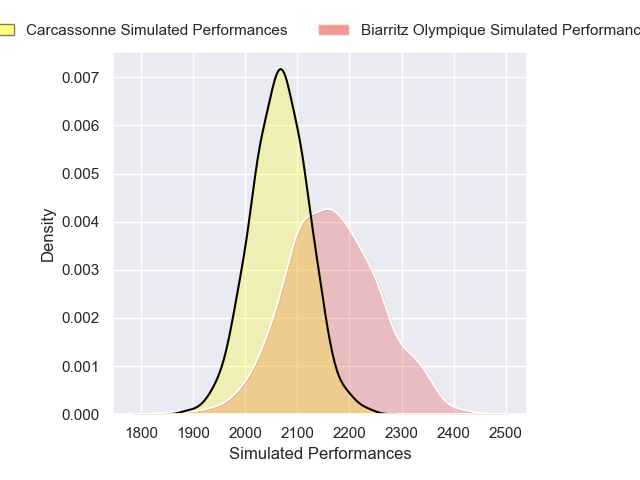 Carcassonne Simulated Performances Biarritz Olympique Simulated
0.007
0.006
0.005
0.004
0.003
0.002
0.001
0.000
Density
1800 1900 2000 2100 2200 2300 2400 2500
Simulated Performances